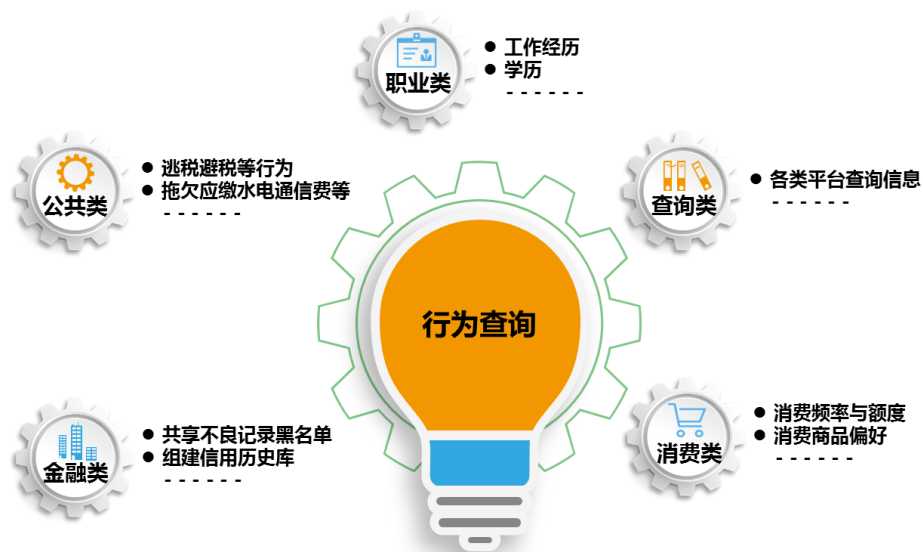 职业类
● 工作经历
● 学历
- - - - - -
公共类
● 逃税避税等行为
● 拖欠应缴水电通信费等
- - - - - -
查询类
● 各类平台查询信息
- - - - - -
行为查询
金融类
● 共享不良记录黑名单
● 组建信用历史库
- - - - - -
消费类
● 消费频率与额度
● 消费商品偏好
- - - - - -